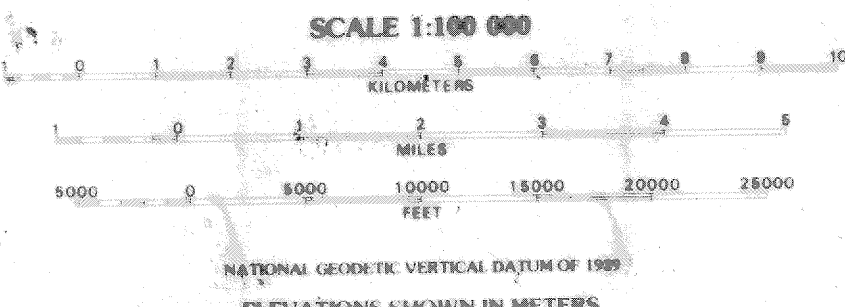 SCALE 1:100 000
1 0 1 2 3 4 5 6 7 8 9 10
KILOMETERS
1 0 1 2 3 4 5
MILES
5000 0 5000 10000 15000 20000 25000
FEET
NATIONAL GEODETIC VERTICAL DATUM OF 1989
ELEVATIONS SHOWN IN METERS